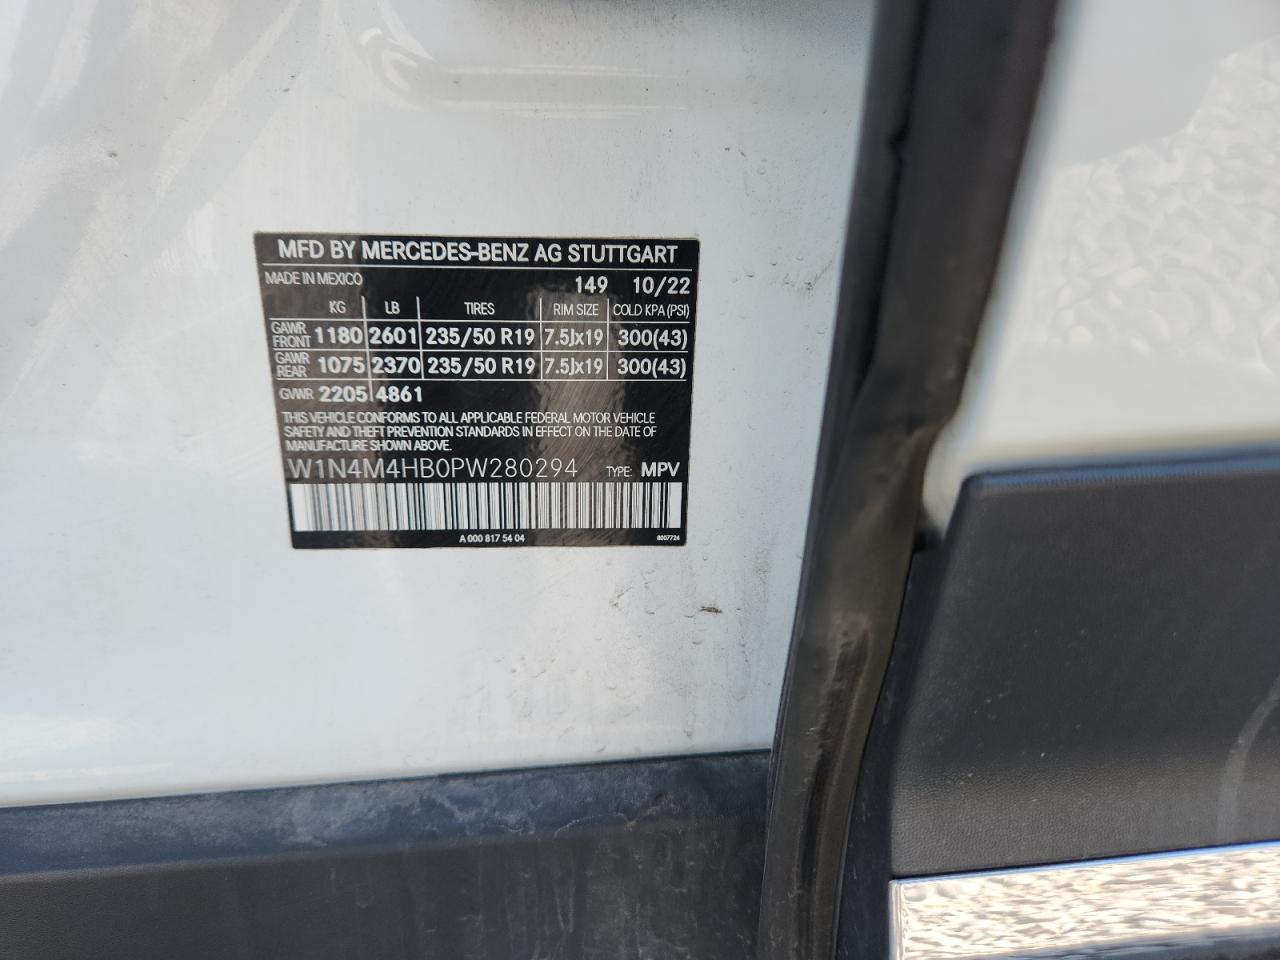 MFD BY MERCEDES-BENZ AG STUTTGART
MADE IN MEXICO 149 10/22
KG LB TIRES RIM SIZE COLD KPA (PSI)
GAWR FRONT 1180 2601 235/50 R19 7.5Jx19 300(43)
GAWR REAR 1075 2370 235/50 R19 7.5Jx19 300(43)
GVWR 2205 4861
THIS VEHICLE CONFORMS TO ALL APPLICABLE FEDERAL MOTOR VEHICLE
SAFETY AND THEFT PREVENTION STANDARDS IN EFFECT ON THE DATE OF
MANUFACTURE SHOWN ABOVE.
W1N4M4HB0PW280294 TYPE: MPV
A 000 817 54 04 8007724